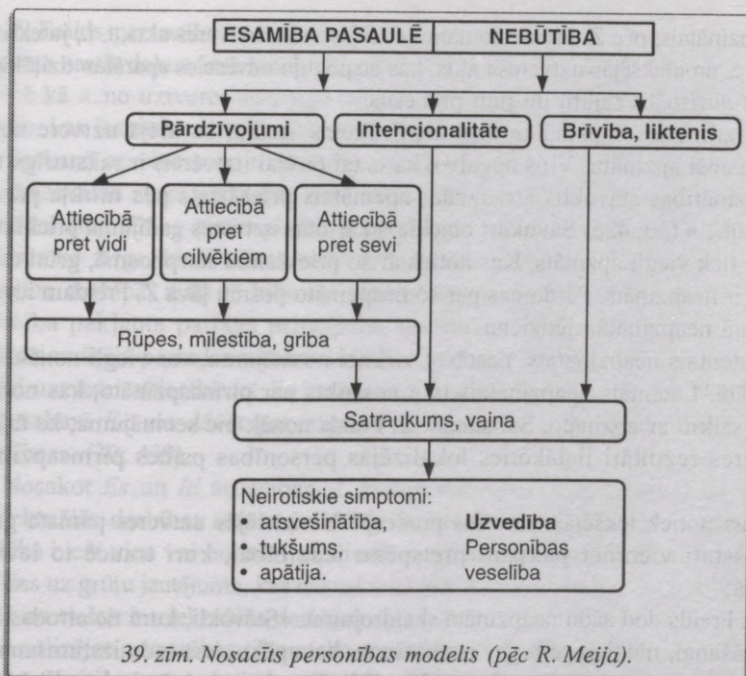 ESAMĪBA PASAULĒ NEBŪTĪBA
Pārdzīvojumi Intencionalitāte Brīvība, liktenis
Attiecībā
pret vidi
Attiecībā
pret
cilvēkiem
Attiecībā
pret sevi
Rūpes, milestība, griba
Satraukums, vaina
Neirotiskie simptomi:
atsvešinātība,
tukšums,
apātija.
Uzvedība
Personības
veselība
39. zīm. Nosacīts personības modelis (pēc R. Meija).